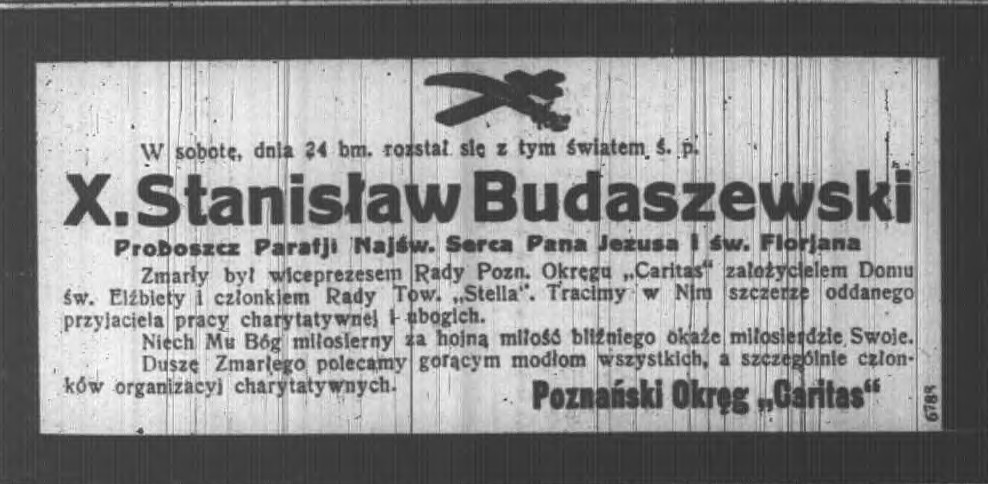 W sobotę, dnia 24 bm. rozstał się z tym światem ś. p.
X. Stanisław Budaszewski
Proboszcz Parafji Najśw. Serca Pana Jezusa i św. Florjana
Zmarły był wiceprezesem Rady Pozn. Okręgu „Caritas" założycielem Domu
św. Elżbiety i członkiem Rady Tow. „Stella". Tracimy w Nim szczerze oddanego
przyjaciela pracy charytatywnej i ubogich.
Niech Mu Bóg miłosierny za hojną miłość bliźniego okaże miłosierdzie Swoje.
Duszę Zmarłego polecamy gorącym modłom wszystkich, a szczególnie człon-
ków organizacyj charytatywnych.
Poznański Okręg „Caritas"
6788